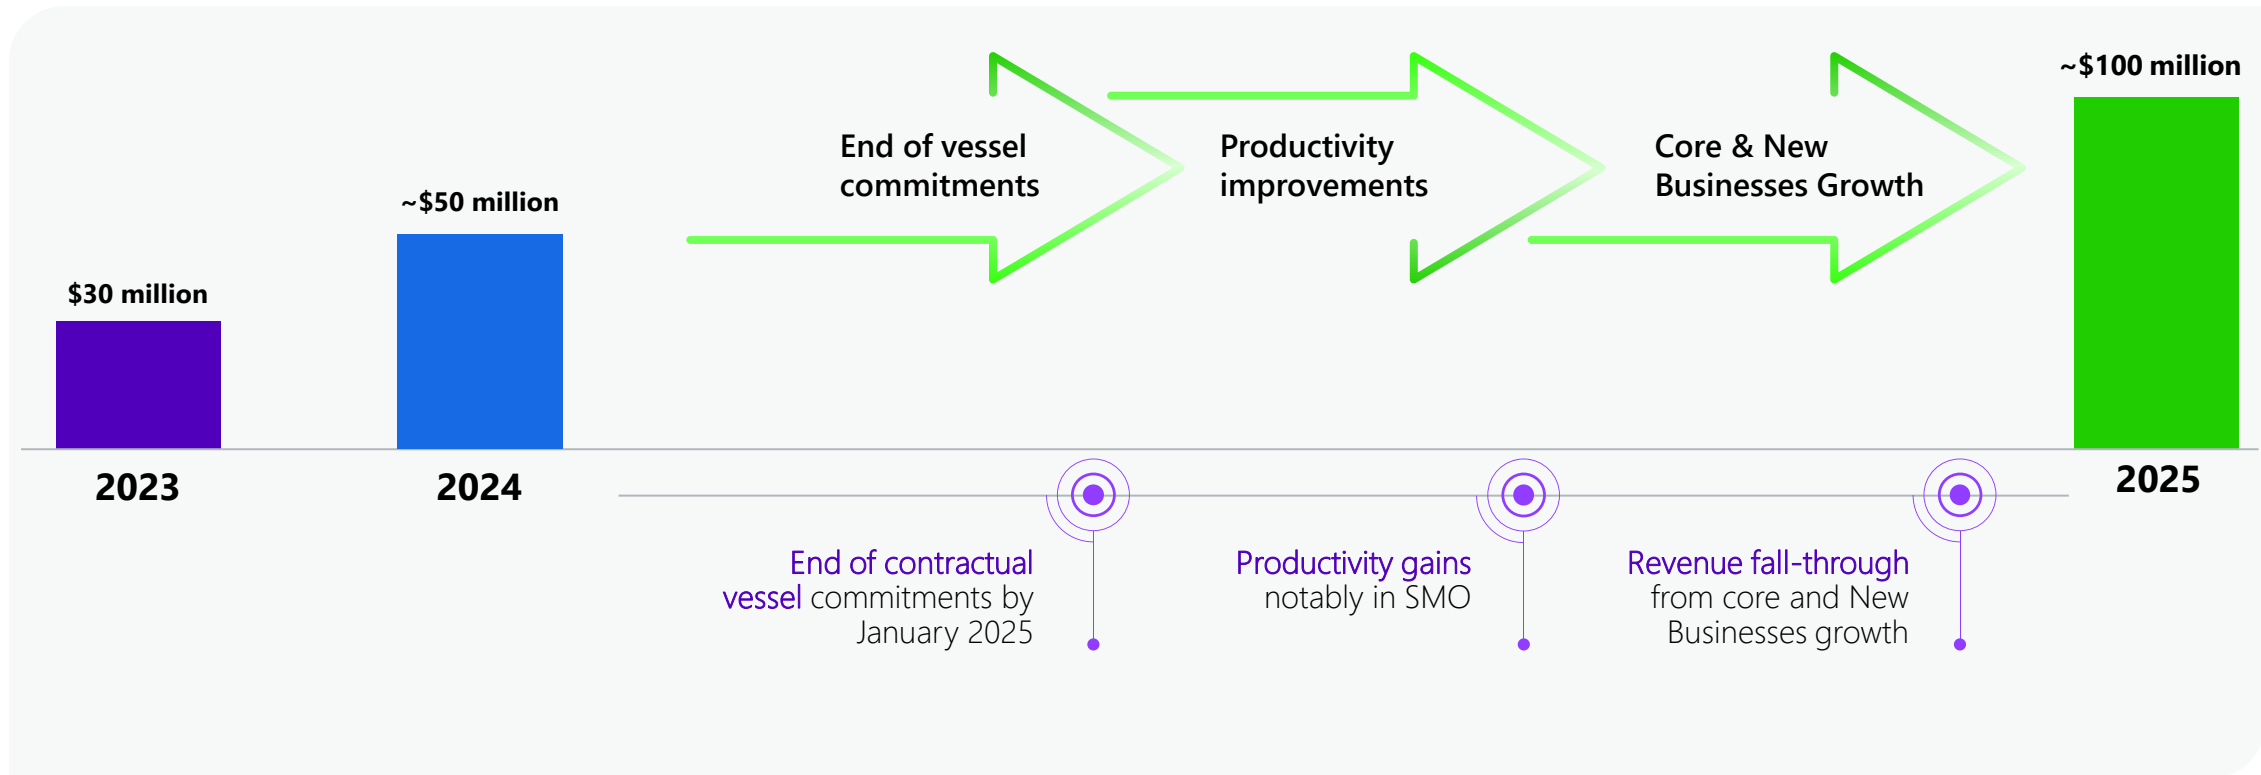 $30 million
2023
~$50 million
2024
End of vessel
commitments
Productivity
improvements
Core & New
Businesses Growth
~$100 million
2025
End of contractual
vessel commitments by
January 2025
Productivity gains
notably in SMO
Revenue fall-through
from core and New
Businesses growth